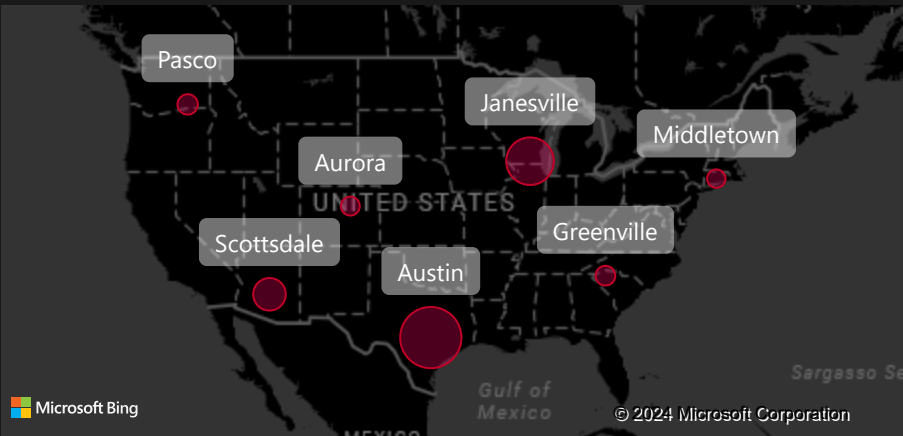 Pasco
Janesville
Middletown
Aurora
UNITED STATES
Greenville
Scottsdale
Austin
Sargasso Se
Gulf of
Mexico
Microsoft Bing
© 2024 Microsoft Corporation
MEXICO